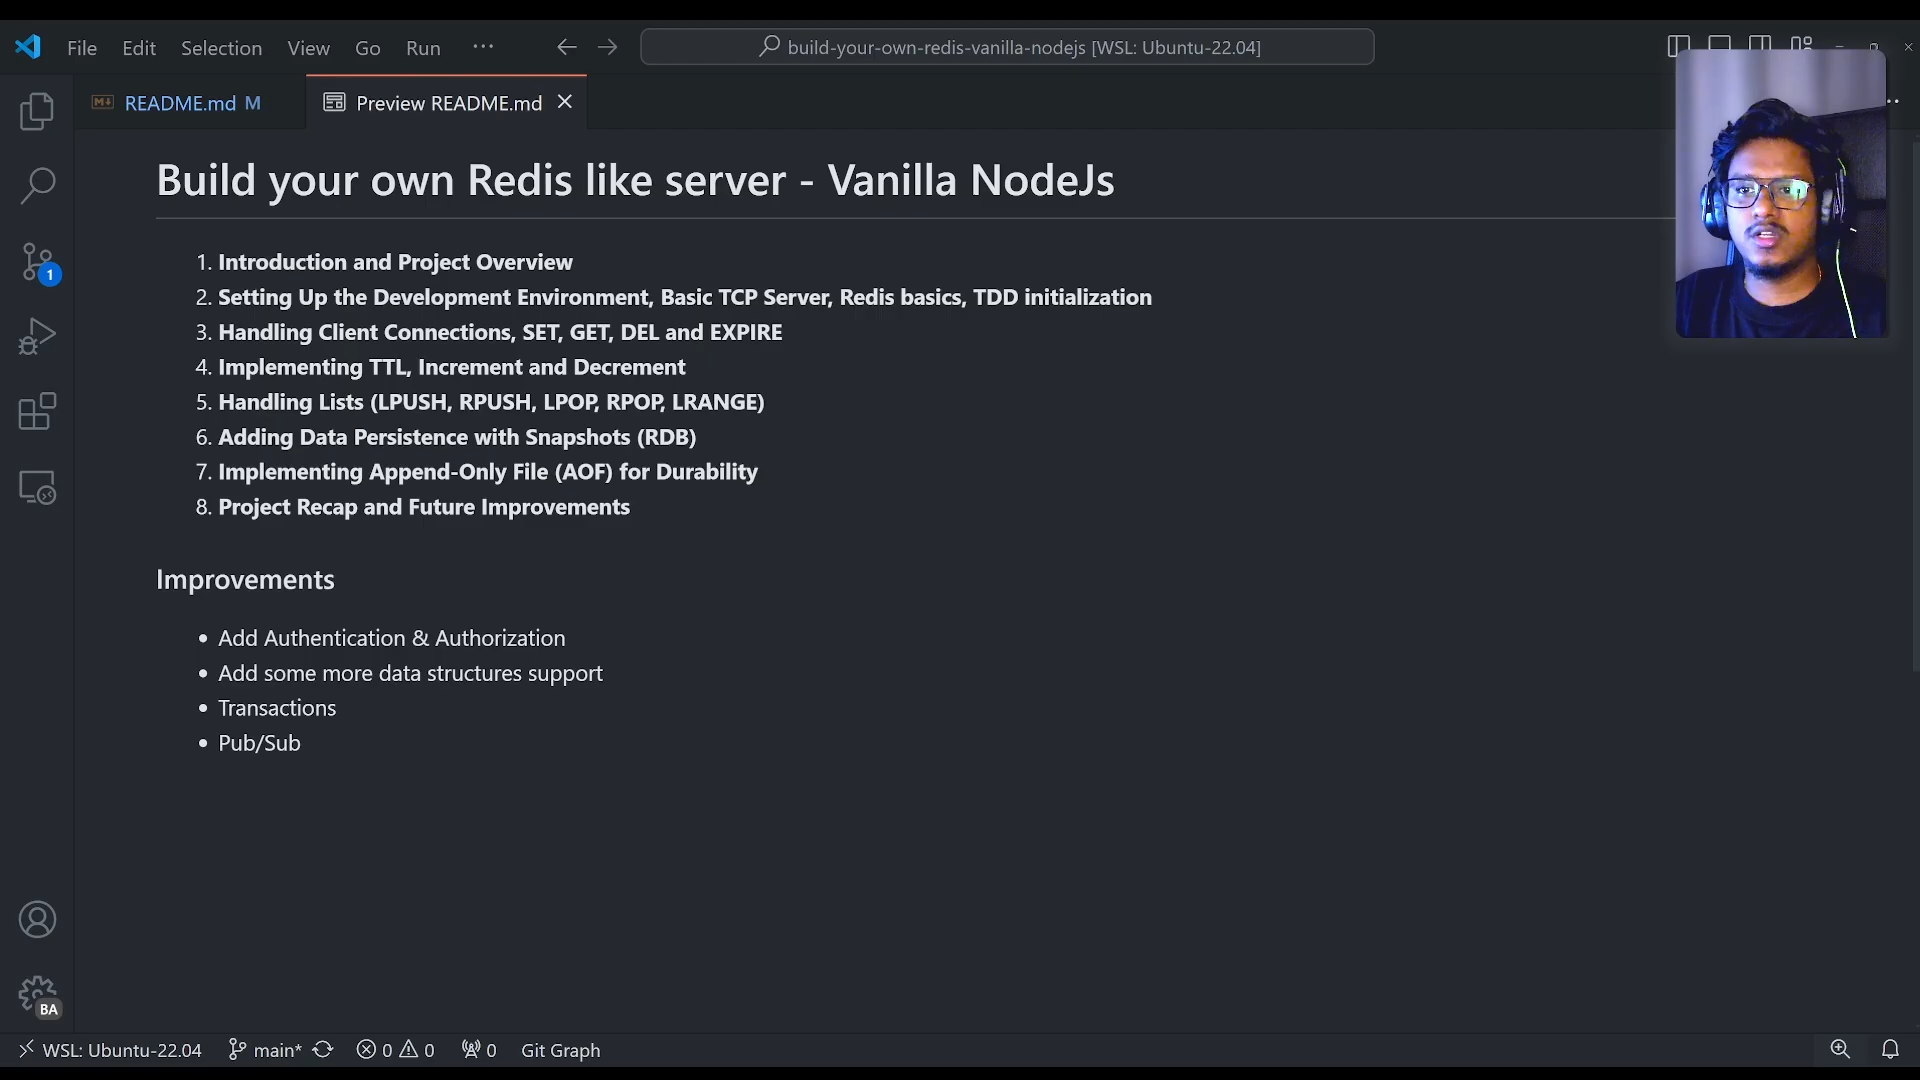 File Edit Selection View Go Run ···
build-your-own-redis-vanilla-nodejs [WSL: Ubuntu-22.04]
README.md M
Preview README.md
Build your own Redis like server - Vanilla NodeJs
1. Introduction and Project Overview
2. Setting Up the Development Environment, Basic TCP Server, Redis basics, TDD initialization
3. Handling Client Connections, SET, GET, DEL and EXPIRE
4. Implementing TTL, Increment and Decrement
5. Handling Lists (LPUSH, RPUSH, LPOP, RPOP, LRANGE)
6. Adding Data Persistence with Snapshots (RDB)
7. Implementing Append-Only File (AOF) for Durability
8. Project Recap and Future Improvements
Improvements
• Add Authentication & Authorization
• Add some more data structures support
• Transactions
• Pub/Sub
1
BA
WSL: Ubuntu-22.04 main* 0 0 0 Git Graph